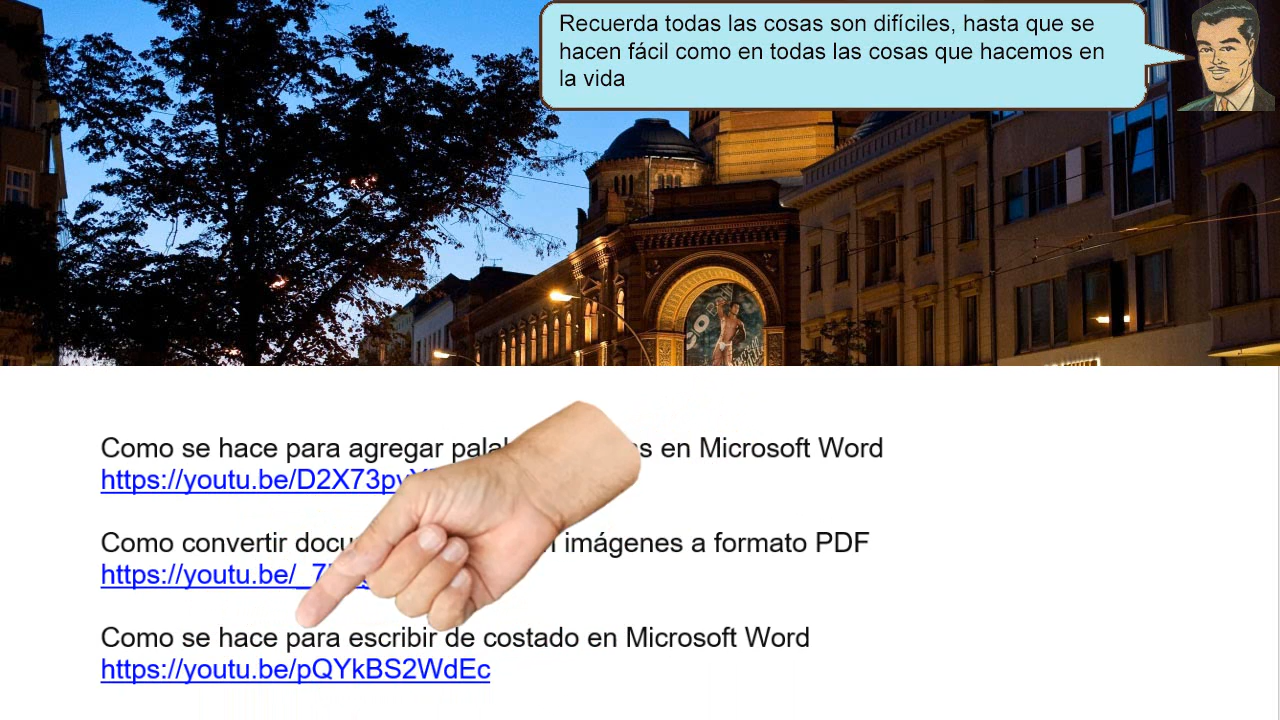 Recuerda todas las cosas son difíciles, hasta que se
hacen fácil como en todas las cosas que hacemos en
la vida
Como se hace para agregar en Microsoft Word
https://youtu.be/D2X73p
Como convertir imágenes a formato PDF
https://youtu.be/_7
Como se hace para escribir de costado en Microsoft Word
https://youtu.be/pQYkBS2WdEc